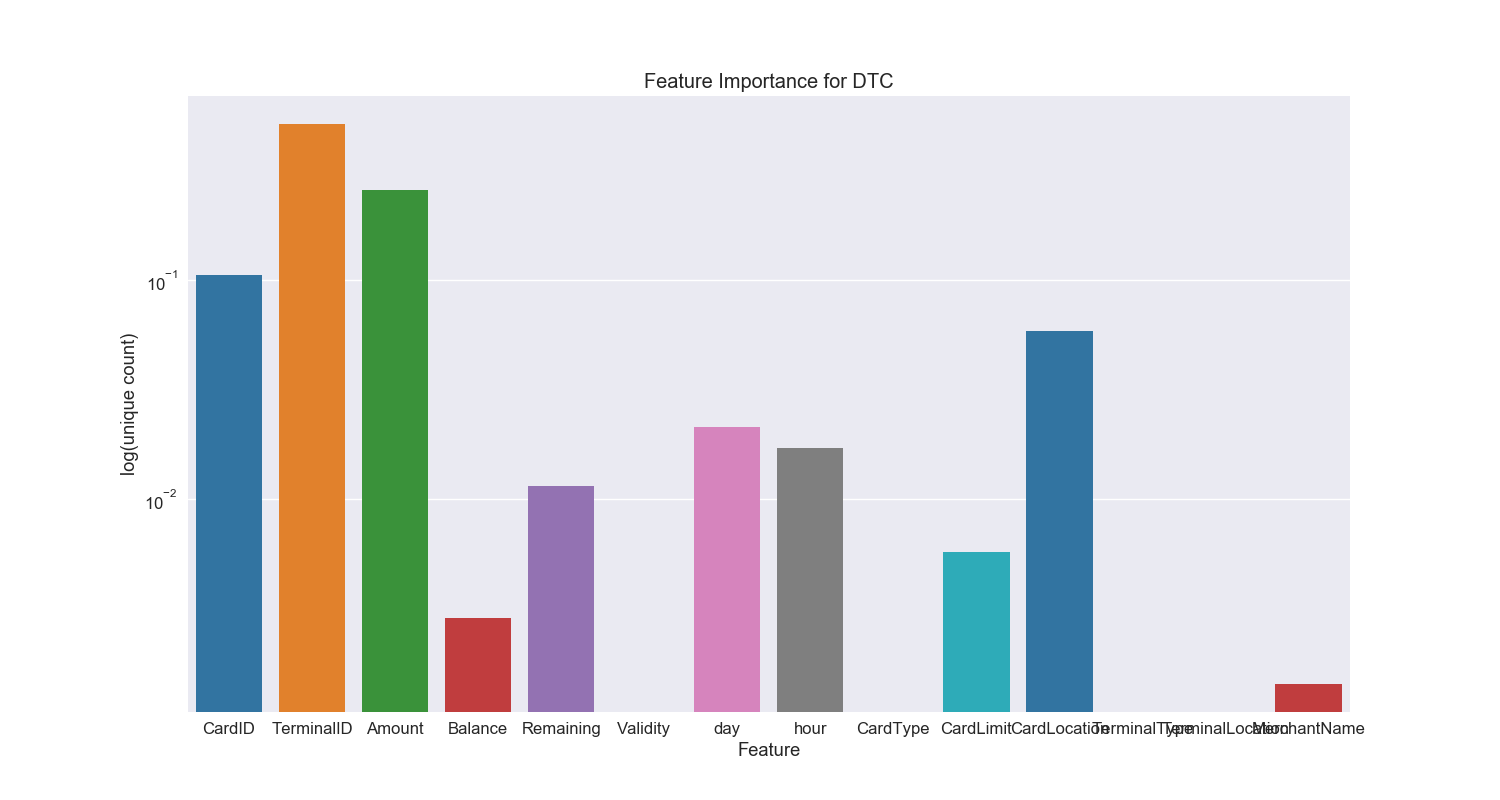 Feature Importance for DTC
log(unique count)
10⁻¹
10⁻²
CardID TerminalID Amount Balance Remaining Validity day hour CardType CardLimit CardLocation TerminalType TerminalLocation MerchantName
Feature